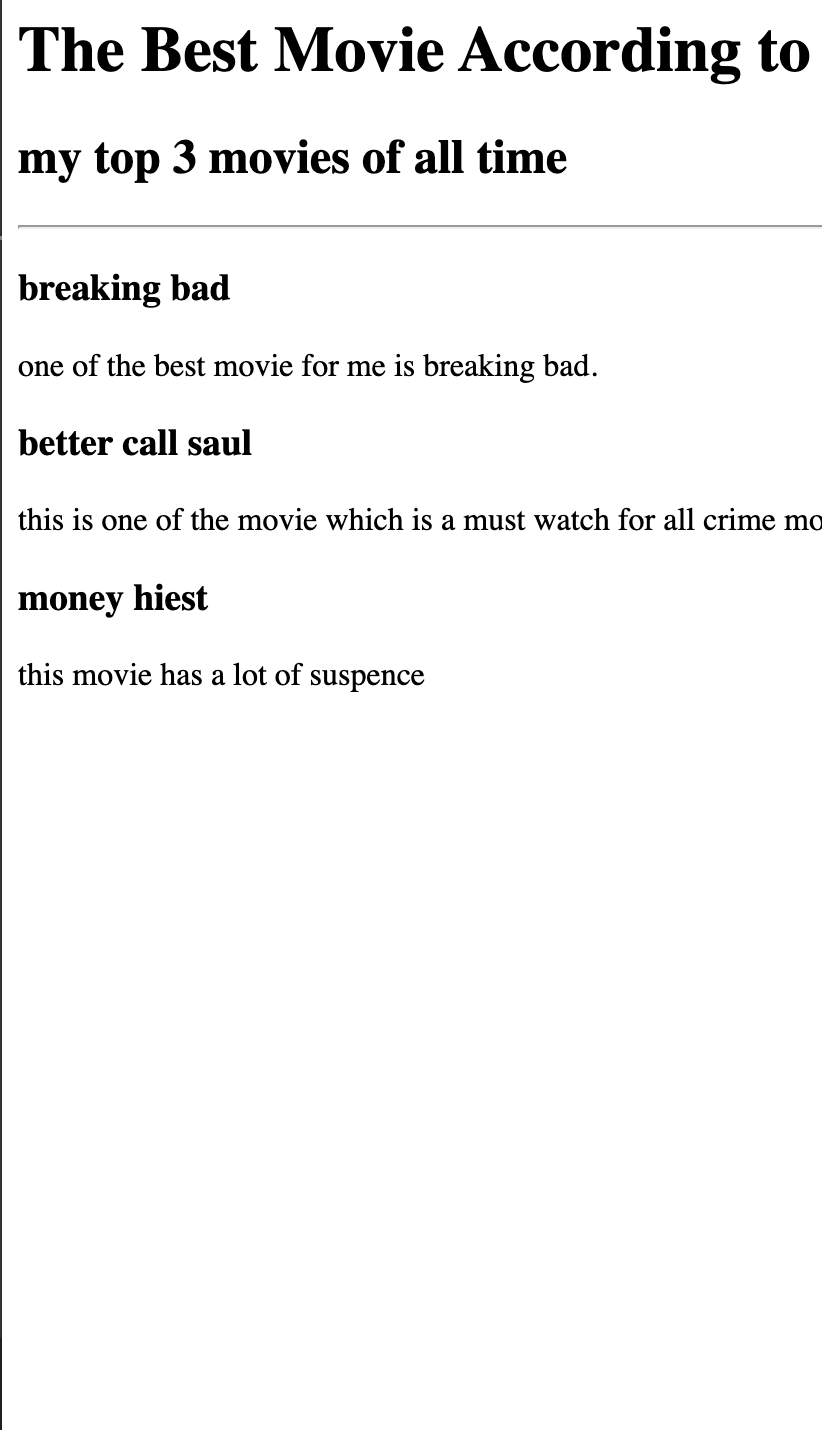 The Best Movie According to
my top 3 movies of all time
breaking bad
one of the best movie for me is breaking bad.
better call saul
this is one of the movie which is a must watch for all crime
money hiest
this movie has a lot of suspence